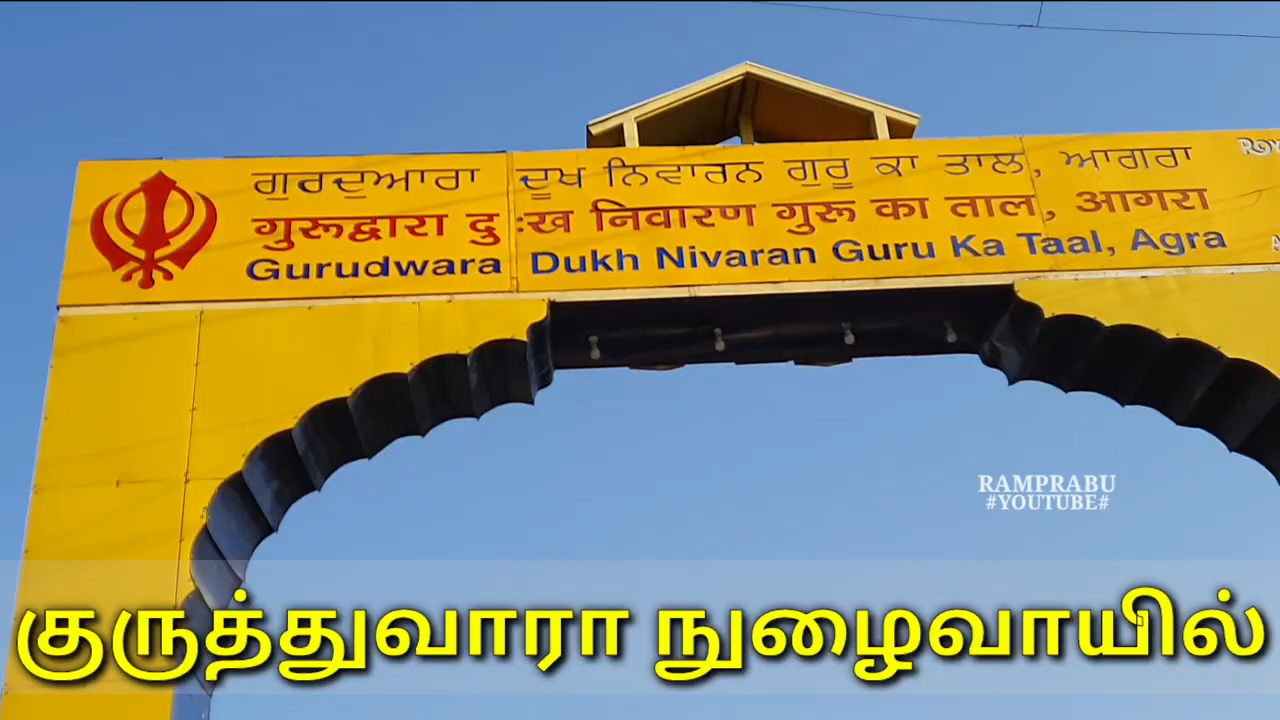 ਗੁਰਦੁਆਰਾ ਦੂਖ ਨਿਵਾਰਨ ਗੁਰੂ ਕਾ ਤਾਲ, ਆਗਰਾ
गुरूद्वारा दु:ख निवारण गुरू का ताल, आगरा
Gurudwara Dukh Nivaran Guru Ka Taal, Agra
RAMPRABU
#YOUTUBE#
குருத்துவாரா நுழைவாயில்